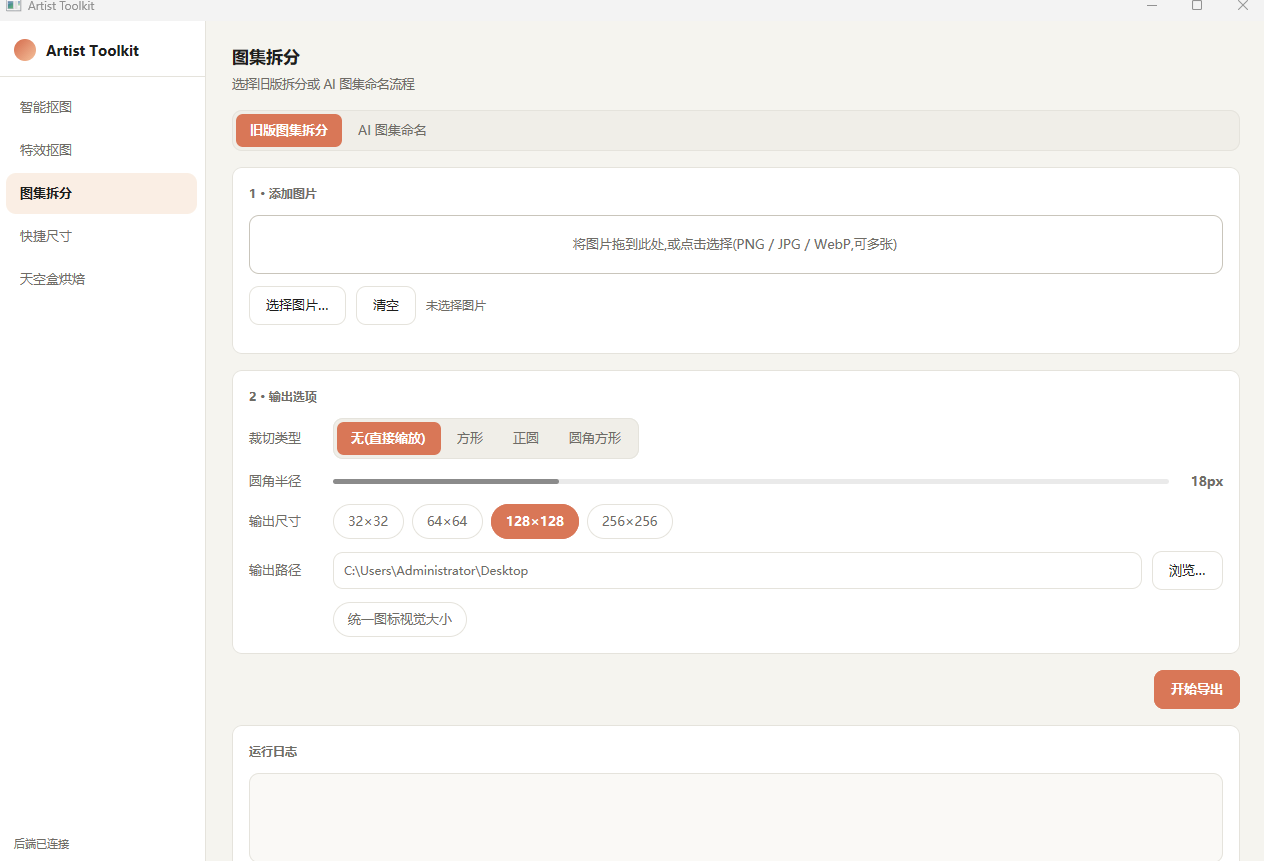 Artist Toolkit
Artist Toolkit
智能抠图
特效抠图
图集拆分
快捷尺寸
天空盒烘焙
后端已连接
图集拆分
选择旧版拆分或 AI 图集命名流程
旧版图集拆分 AI 图集命名
1 • 添加图片
将图片拖到此处,或点击选择(PNG / JPG / WebP,可多张)
选择图片... 清空 未选择图片
2 • 输出选项
裁切类型 无(直接缩放) 方形 正圆 圆角方形
圆角半径 18px
输出尺寸 32×32 64×64 128×128 256×256
输出路径 C:\Users\Administrator\Desktop 浏览...
统一图标视觉大小
开始导出
运行日志